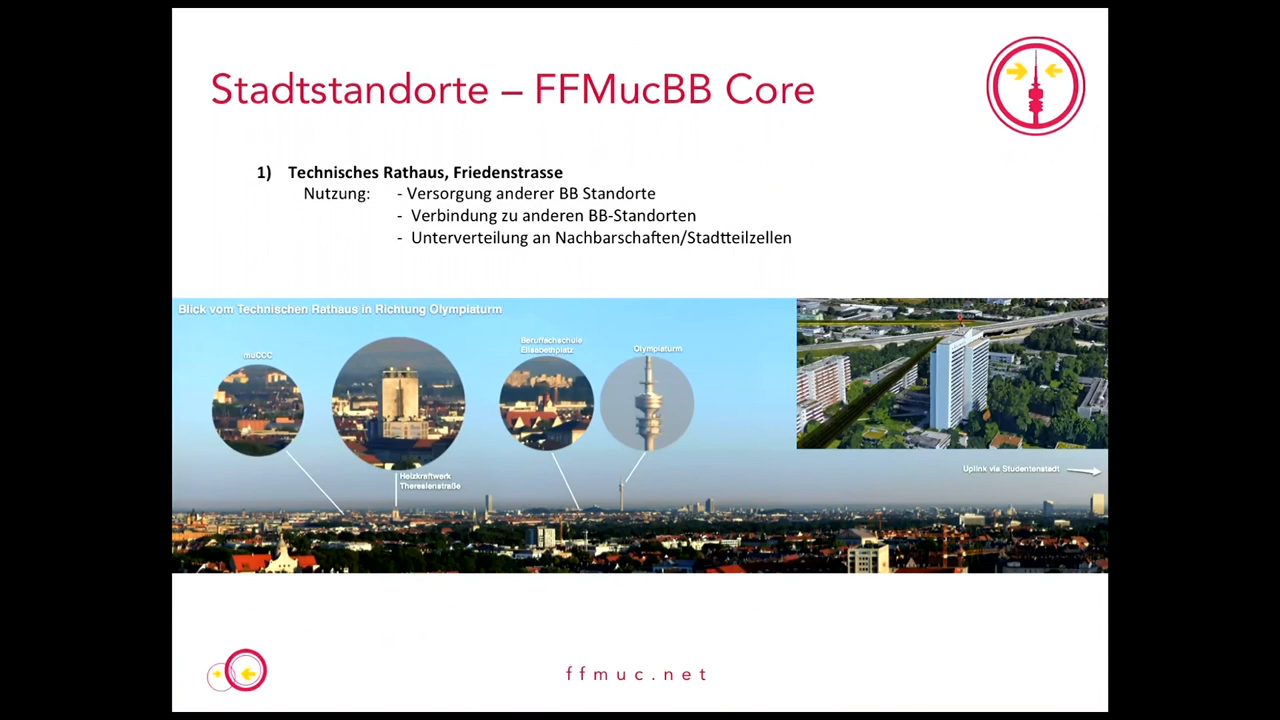 Stadtstandorte – FFMucBB Core
1) Technisches Rathaus, Friedenstrasse
Nutzung: - Versorgung anderer BB Standorte
- Verbindung zu anderen BB-Standorten
- Unterverteilung an Nachbarschaften/Stadtteilzellen
Blick vom Technischen Rathaus in Richtung Olympiaturm
muCCC
Beruffachschule
Elisabethplatz
Olympiaturm
Heizkraftwerk
Theresienstraße
Uplink via Studentenstadt
ffmuc.net